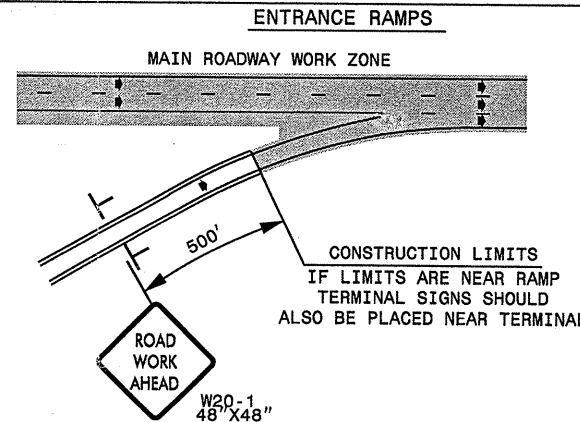 ENTRANCE RAMPS
MAIN ROADWAY WORK ZONE
500'
CONSTRUCTION LIMITS
IF LIMITS ARE NEAR RAMP
TERMINAL SIGNS SHOULD
ALSO BE PLACED NEAR TERMINAL
ROAD
WORK
AHEAD
W20-1
48"X48"